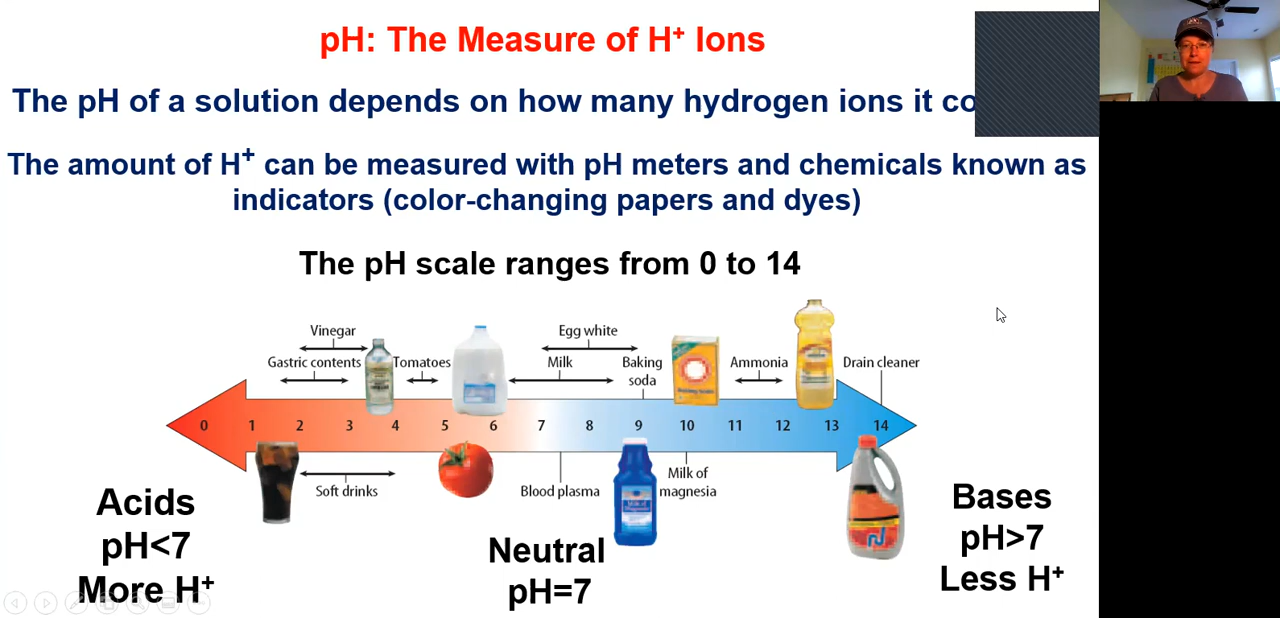 pH: The Measure of H⁺ Ions
The pH of a solution depends on how many hydrogen ions it
The amount of H⁺ can be measured with pH meters and chemicals known as
indicators (color-changing papers and dyes)
The pH scale ranges from 0 to 14
Vinegar
Egg white
Gastric contents
Tomatoes
Milk
Baking
soda
Ammonia
Drain cleaner
0 1 2 3 4 5 6 7 8 9 10 11 12 13 14
Soft drinks
Blood plasma
Milk of
magnesia
Acids
pH<7
More H⁺
Neutral
pH=7
Bases
pH>7
Less H⁺